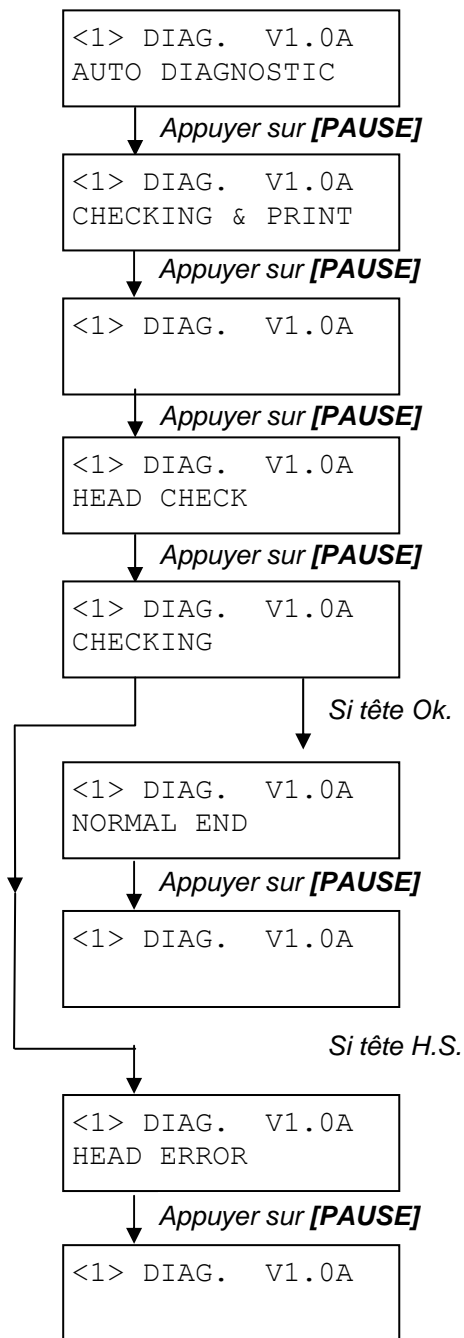 <1> DIAG.  V1.0A
AUTO DIAGNOSTIC
Appuyer sur [PAUSE]
<1> DIAG.  V1.0A
CHECKING & PRINT
Appuyer sur [PAUSE]
<1> DIAG.  V1.0A
Appuyer sur [PAUSE]
<1> DIAG.  V1.0A
HEAD CHECK
Appuyer sur [PAUSE]
<1> DIAG.  V1.0A
CHECKING
Si tête Ok.
<1> DIAG.  V1.0A
NORMAL END
Appuyer sur [PAUSE]
<1> DIAG.  V1.0A
Si tête H.S.
<1> DIAG.  V1.0A
HEAD ERROR
Appuyer sur [PAUSE]
<1> DIAG.  V1.0A